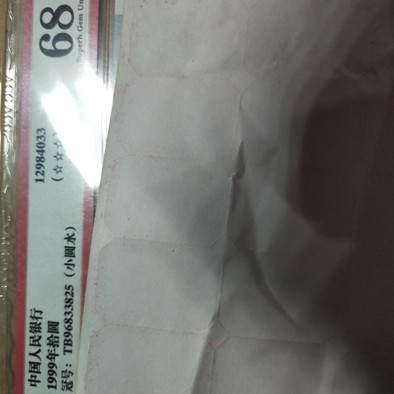 中国人民银行
1999年拾圆
冠号：TB96833825（小圆水）
12984033
(☆☆☆
68
Superb Gem Un